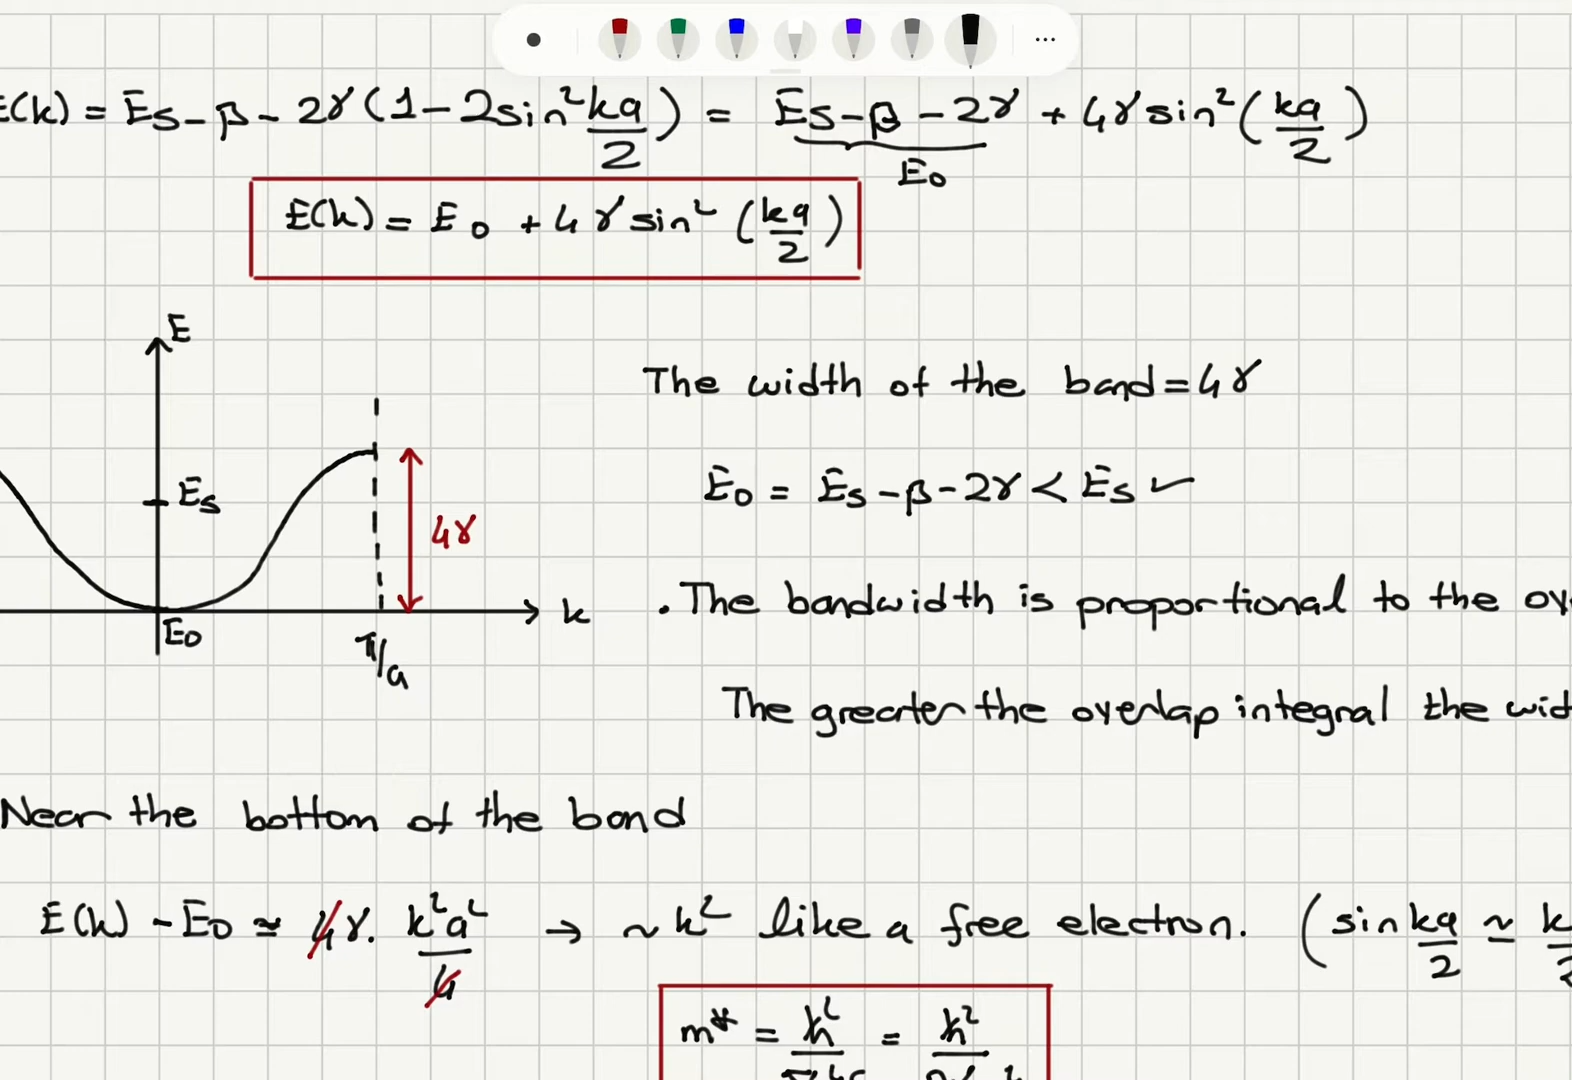 E(k) = Es - β - 2γ (1 - 2sin² ka/2) = Es - β - 2γ + 4γ sin² (ka/2)
E₀
E(k) = E₀ + 4γ sin² (ka/2)
E
The width of the band = 4γ
Es
E₀ = Es - β - 2γ < Es ✓
4γ
k
. The bandwidth is proportional to the
E₀
π/a
The greater the overlap integral the
Near the bottom of the band
E(k) - E₀ ≃ 4γ. k²a²/4 → ~ k² like a free electron. (sin ka/2 ≃
m* = ħ² = ħ²